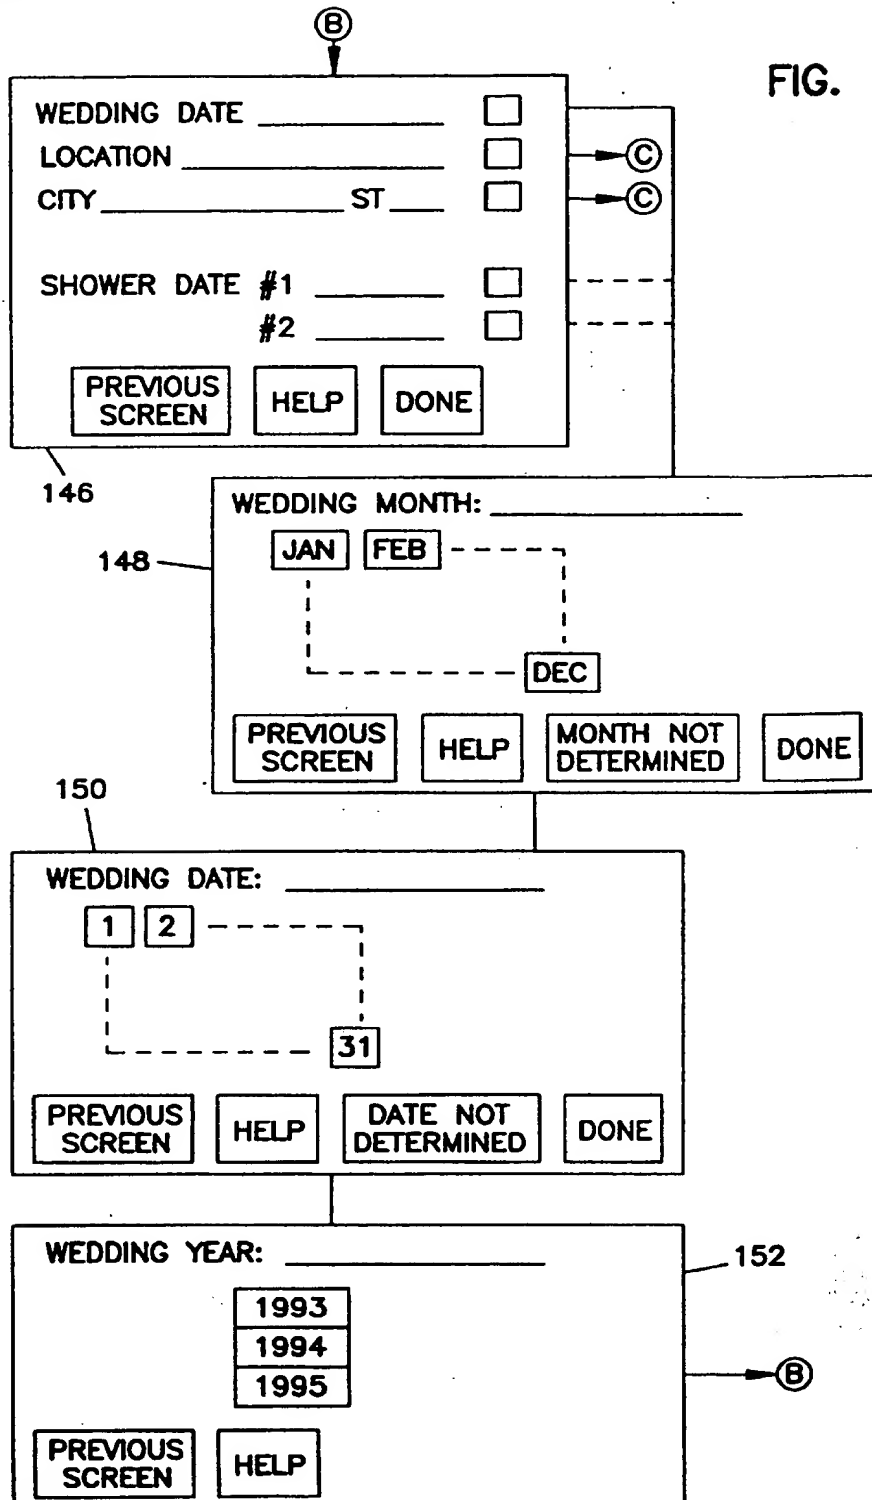 B
FIG.
WEDDING DATE
LOCATION
C
CITY ST
C
SHOWER DATE #1
#2
PREVIOUS SCREEN
HELP
DONE
146
WEDDING MONTH:
JAN FEB
148
DEC
PREVIOUS SCREEN
HELP
MONTH NOT DETERMINED
DONE
150
WEDDING DATE:
1 2
31
PREVIOUS SCREEN
HELP
DATE NOT DETERMINED
DONE
WEDDING YEAR:
152
1993
1994
1995
B
PREVIOUS SCREEN
HELP